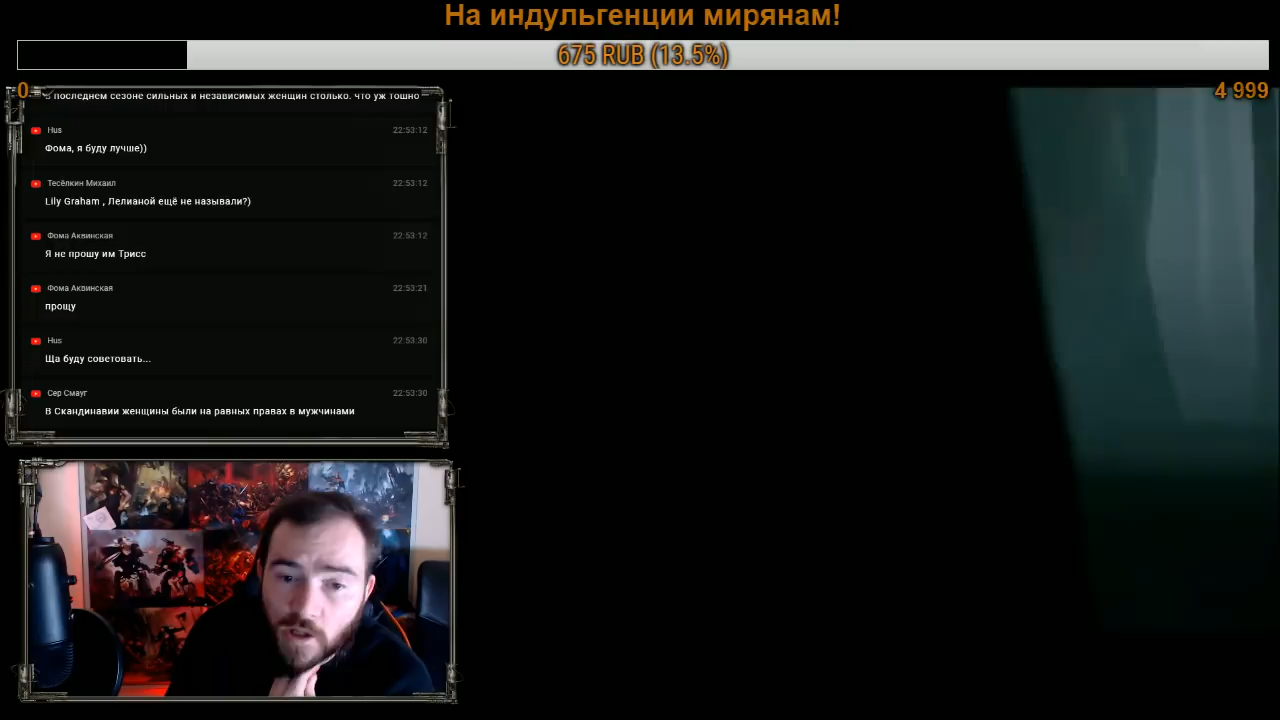 На индульгенции мирянам!
675 RUB (13.5%)
0
4 999
в последнем сезоне сильных и независимых женщин столько. что уж тошно
Hus 22:53:12
Фома, я буду лучше))
Тесёлкин Михаил 22:53:12
Lily Graham , Лелианой ещё не называли?)
Фома Аквинская 22:53:12
Я не прошу им Трисс
Фома Аквинская 22:53:21
прощу
Hus 22:53:30
Ща буду советовать...
Сер Смауг 22:53:30
В Скандинавии женщины были на равных правах в мужчинами